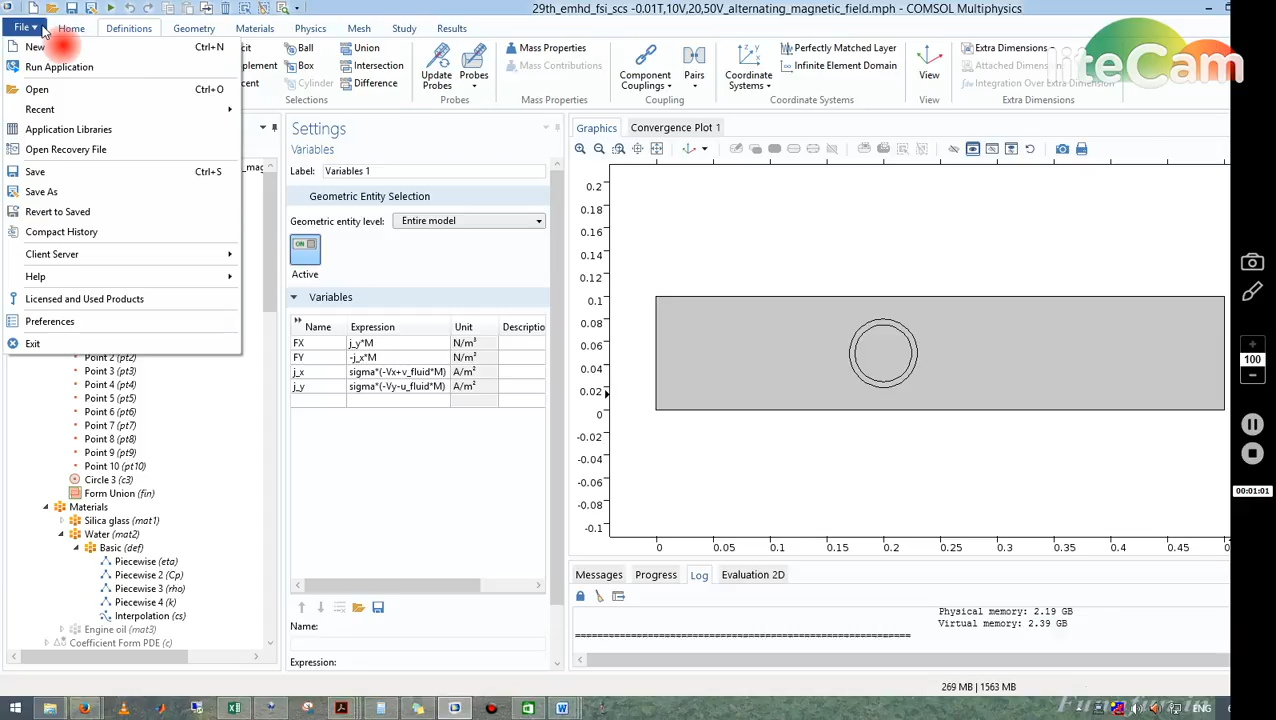 29th_emhd_fsi_scs -0.01T,10V,20,50V_alternating_magnetic_field.mph - COMSOL Multiphysics
File Home Definitions Geometry Materials Physics Mesh Study Results
New Ctrl+N
Run Application
Open Ctrl+O
Recent
Application Libraries
Open Recovery File
Save Ctrl+S
Save As
Revert to Saved
Compact History
Client Server
Help
Licensed and Used Products
Preferences
Exit
Ball Union
Box Intersection
Cylinder Difference
Selections
Update Probes
Probes
Probes
Mass Properties
Mass Contributions
Mass Properties
Component Couplings
Pairs
Coupling
Coordinate Systems
Perfectly Matched Layer
Infinite Element Domain
Coordinate Systems
View
View
Extra Dimensions
Attached Dimen
Integration Over Extra Dimension
Extra Dimensions
iteCam
Point 2 (pt2)
Point 3 (pt3)
Point 4 (pt4)
Point 5 (pt5)
Point 6 (pt6)
Point 7 (pt7)
Point 8 (pt8)
Point 9 (pt9)
Point 10 (pt10)
Circle 3 (c3)
Form Union (fin)
Materials
Silica glass (mat1)
Water (mat2)
Basic (def)
Piecewise (eta)
Piecewise 2 (Cp)
Piecewise 3 (rho)
Piecewise 4 (k)
Interpolation (cs)
Engine oil (mat3)
Coefficient Form PDE (c)
Settings
Variables
Label: Variables 1
Geometric Entity Selection
Geometric entity level: Entire model
ON
Active
Variables
Name Expression Unit Descriptio
FX j_y*M N/m³
FY -j_x*M N/m³
j_x sigma*(-Vx+v_fluid*M) A/m²
j_y sigma*(-Vy-u_fluid*M) A/m²
Name:
Expression:
Graphics Convergence Plot 1
0.2
0.18
0.16
0.14
0.12
0.1
0.08
0.06
0.04
0.02
0
-0.02
-0.04
-0.06
-0.08
-0.1
0 0.05 0.1 0.15 0.2 0.25 0.3 0.35 0.4 0.45
Messages Progress Log Evaluation 2D
Physical memory: 2.19 GB
Virtual memory: 2.39 GB
=======================================================
269 MB | 1563 MB
100
00:01:01
ENG